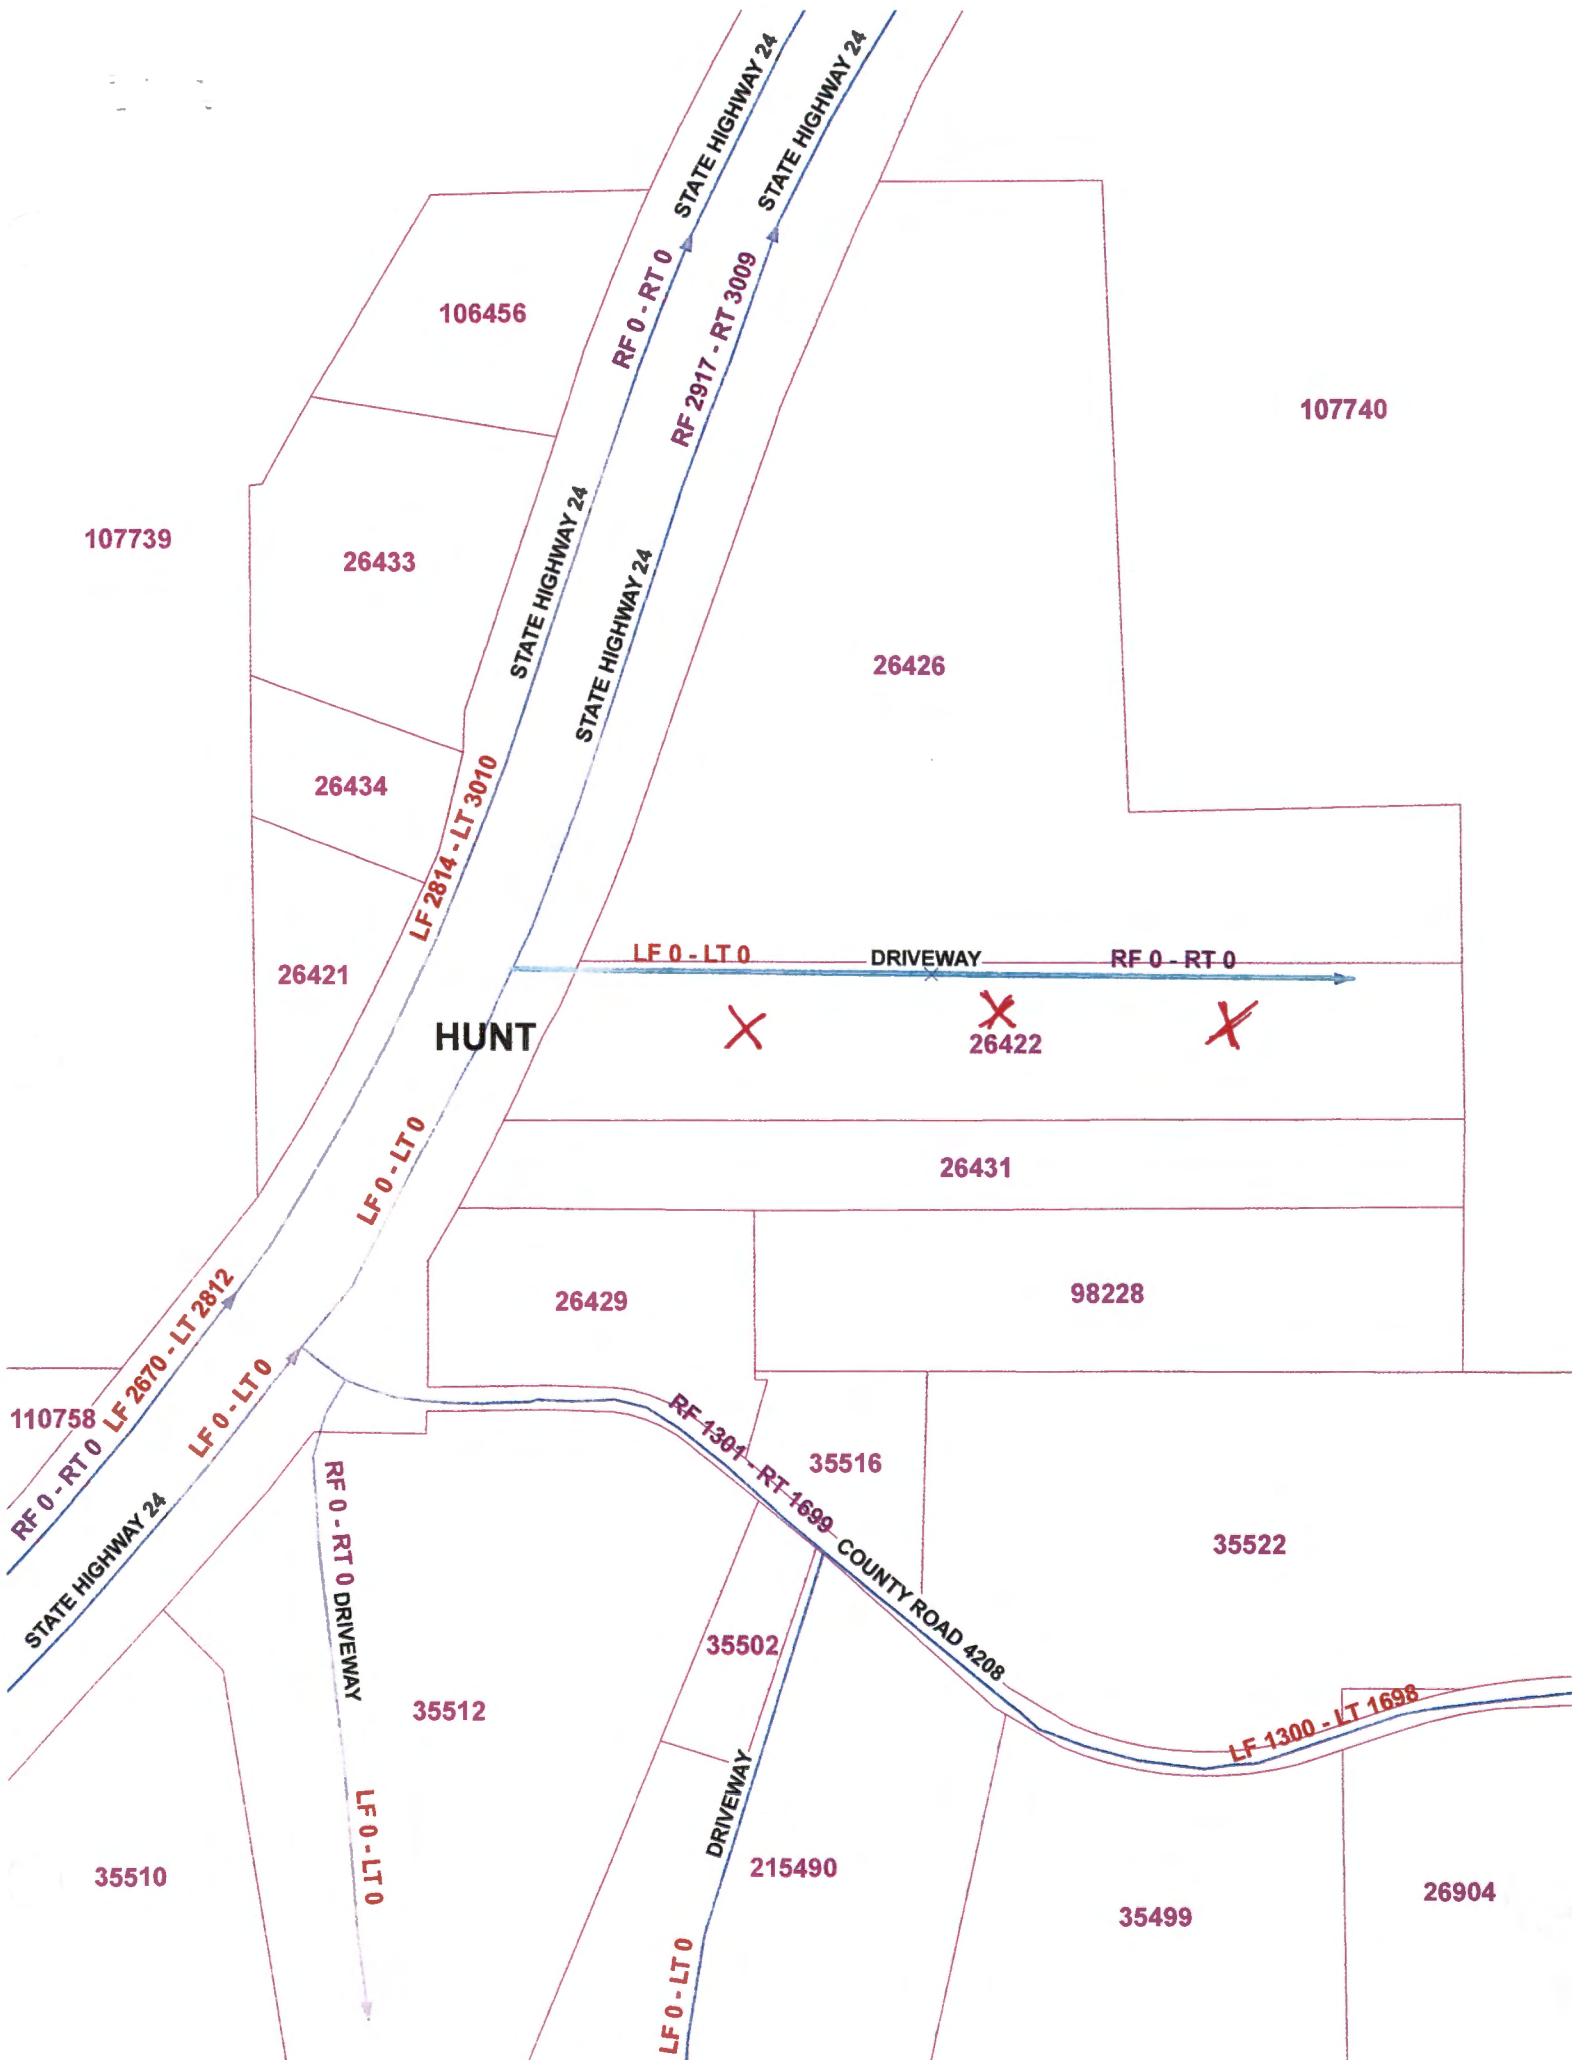 STATE HIGHWAY 24
STATE HIGHWAY 24
RF 0 - RT 0
RF 2917 - RT 3009
106456
107740
107739
26433
STATE HIGHWAY 24
STATE HIGHWAY 24
26426
26434
LF 2814 - LT 3010
LF 0 - LT 0
DRIVEWAY
RF 0 - RT 0
26421
HUNT
26422
LF 0 - LT 0
26431
LF 2670 - LT 2812
26429
98228
LF 0 - LT 0
110758
RF 0 - RT 0
STATE HIGHWAY 24
RF 0 - RT 0
DRIVEWAY
LF 0 - LT 0
RF 1301 - RT 1699
35516
COUNTY ROAD 4208
35522
35502
35512
LF 1300 - LT 1698
DRIVEWAY
35510
215490
35499
26904
LF 0 - LT 0